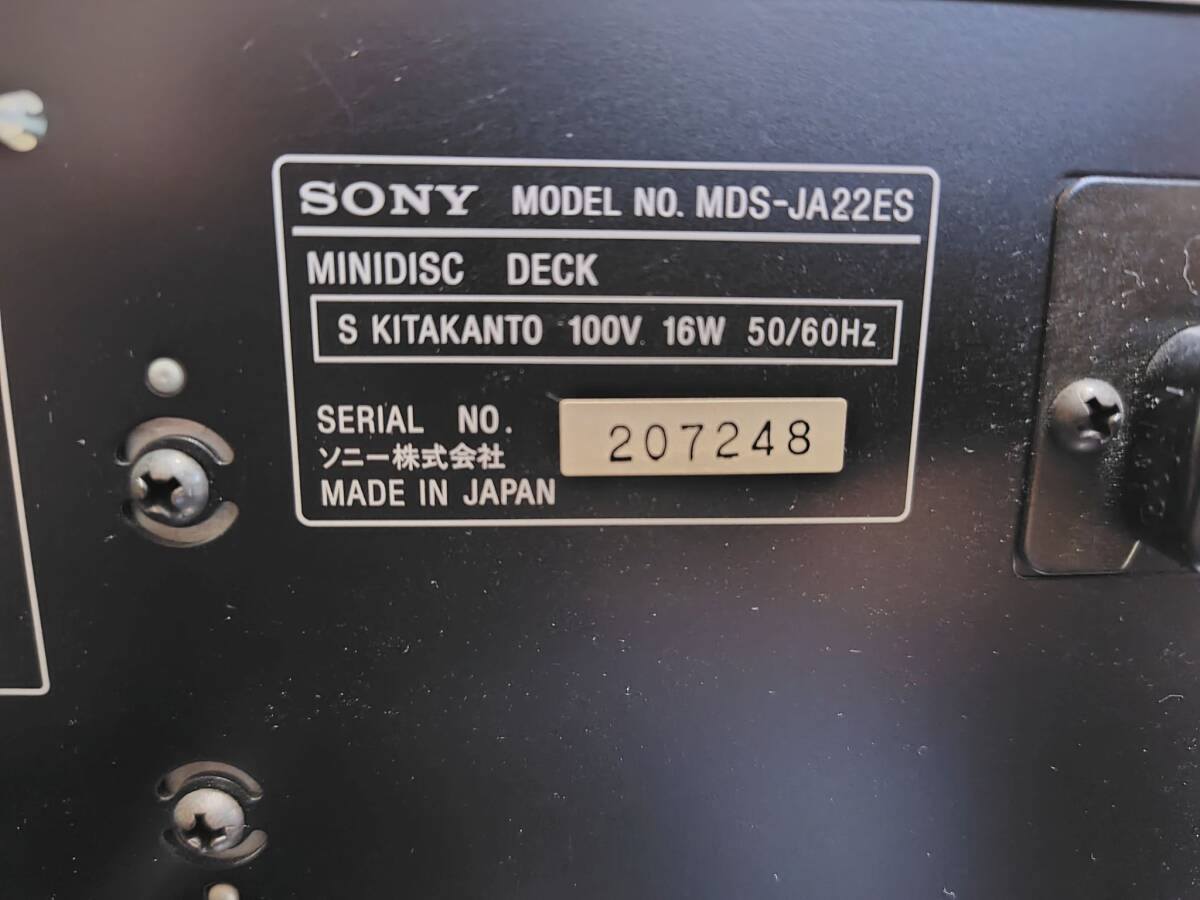 SONY MODEL NO. MDS-JA22ES
MINIDISC DECK
S KITAKANTO 100V 16W 50/60Hz
SERIAL NO. 207248
ソニー株式会社
MADE IN JAPAN